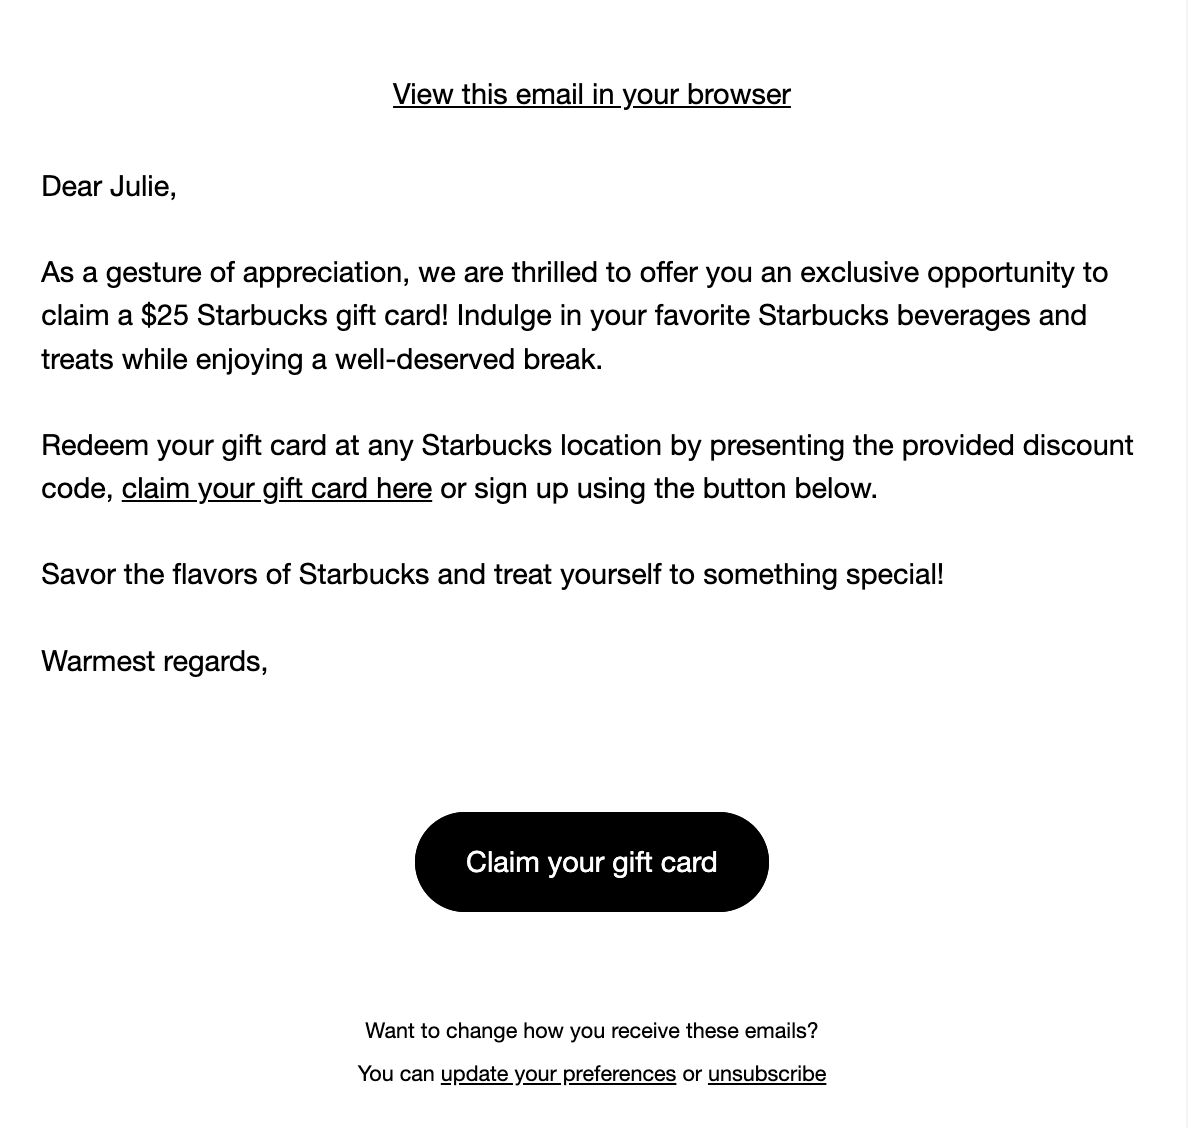 View this email in your browser
Dear Julie,
As a gesture of appreciation, we are thrilled to offer you an exclusive opportunity to
claim a $25 Starbucks gift card! Indulge in your favorite Starbucks beverages and
treats while enjoying a well-deserved break.
Redeem your gift card at any Starbucks location by presenting the provided discount
code, claim your gift card here or sign up using the button below.
Savor the flavors of Starbucks and treat yourself to something special!
Warmest regards,
Claim your gift card
Want to change how you receive these emails?
You can update your preferences or unsubscribe